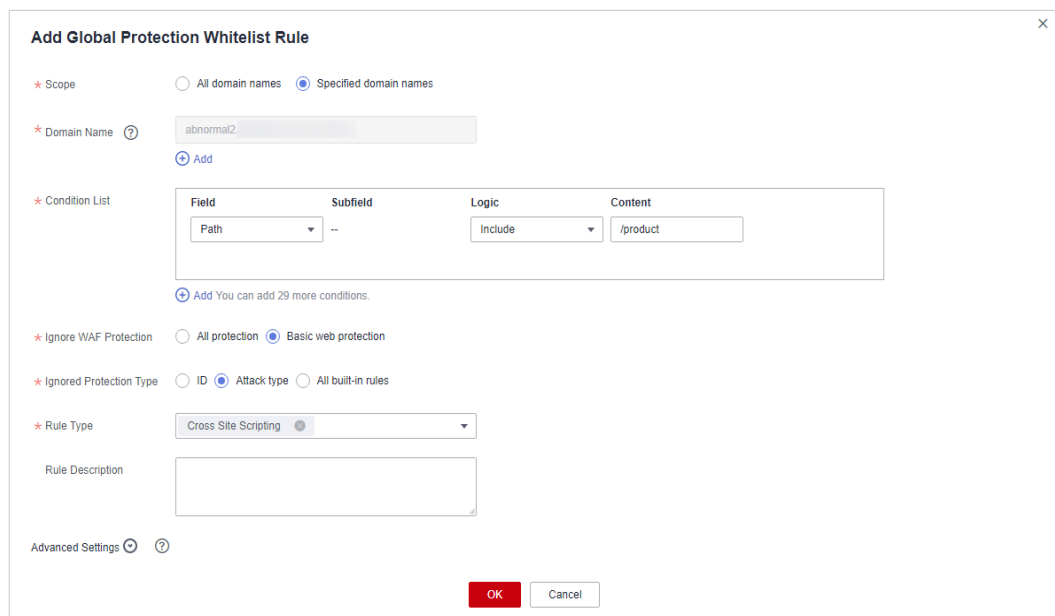 Add Global Protection Whitelist Rule
* Scope All domain names Specified domain names
* Domain Name ? abnormal2.
Add
* Condition List Field Subfield Logic Content
Path -- Include /product
Add You can add 29 more conditions.
* Ignore WAF Protection All protection Basic web protection
* Ignored Protection Type ID Attack type All built-in rules
* Rule Type Cross Site Scripting
Rule Description
Advanced Settings ?
OK Cancel